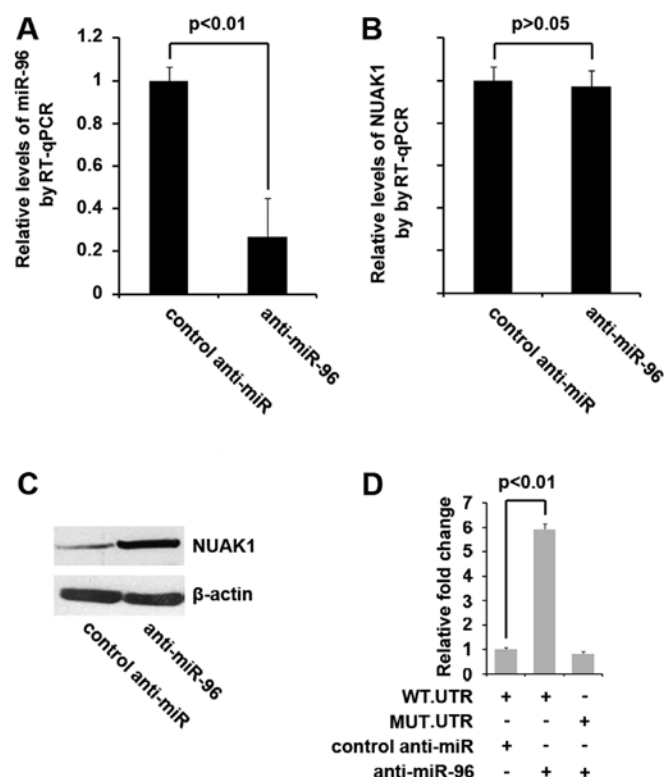 A
p<0.01
Relative levels of miR-96
by RT-qPCR
1.2
1
0.8
0.6
0.4
0.2
0
control anti-miR
anti-miR-96
B
p>0.05
Relative levels of NUAK1
by by RT-qPCR
control anti-miR
anti-miR-96
C
NUAK1
β-actin
control anti-miR
anti-miR-96
D
p<0.01
Relative fold change
7
6
5
4
3
2
1
0
WT.UTR + + -
MUT.UTR - - +
control anti-miR + - -
anti-miR-96 - + +